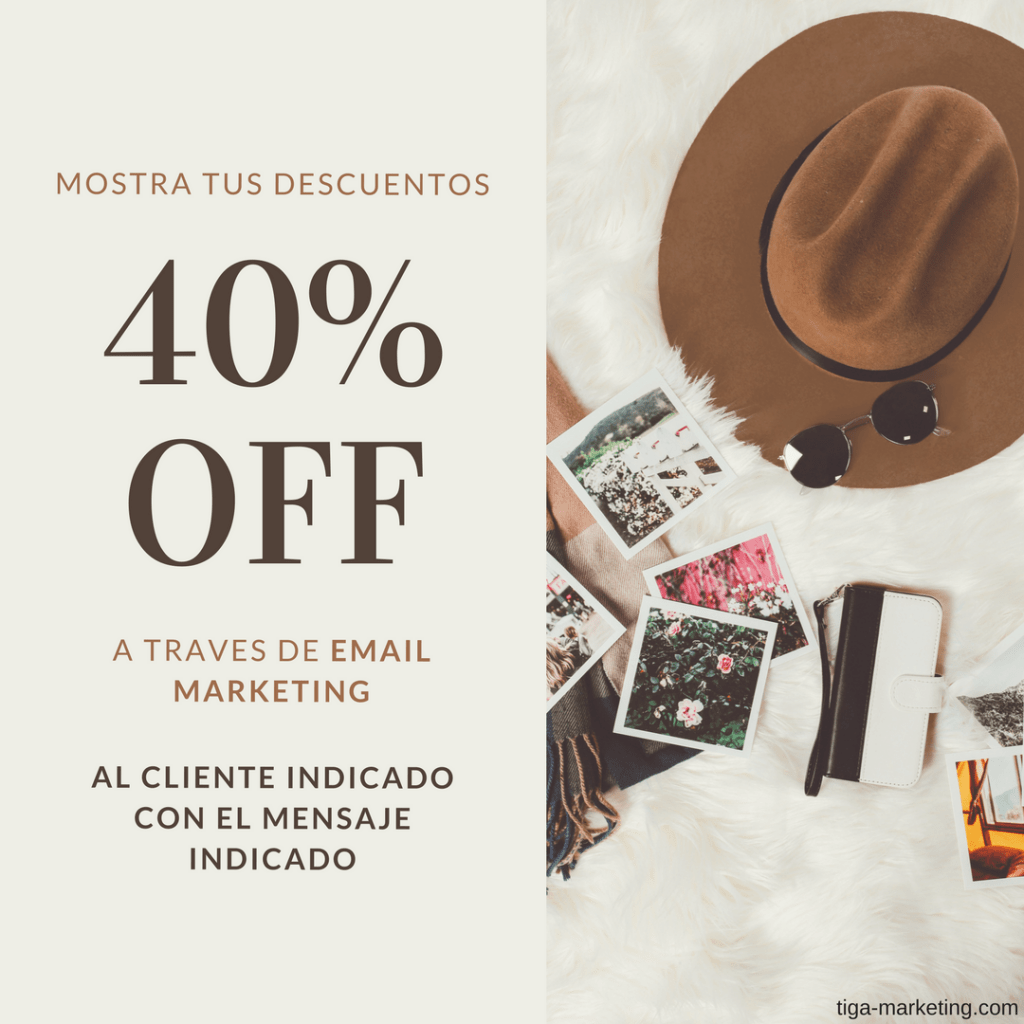 MOSTRA TUS DESCUENTOS
40%
OFF
A TRAVES DE EMAIL
MARKETING
AL CLIENTE INDICADO
CON EL MENSAJE
INDICADO
tiga-marketing.com